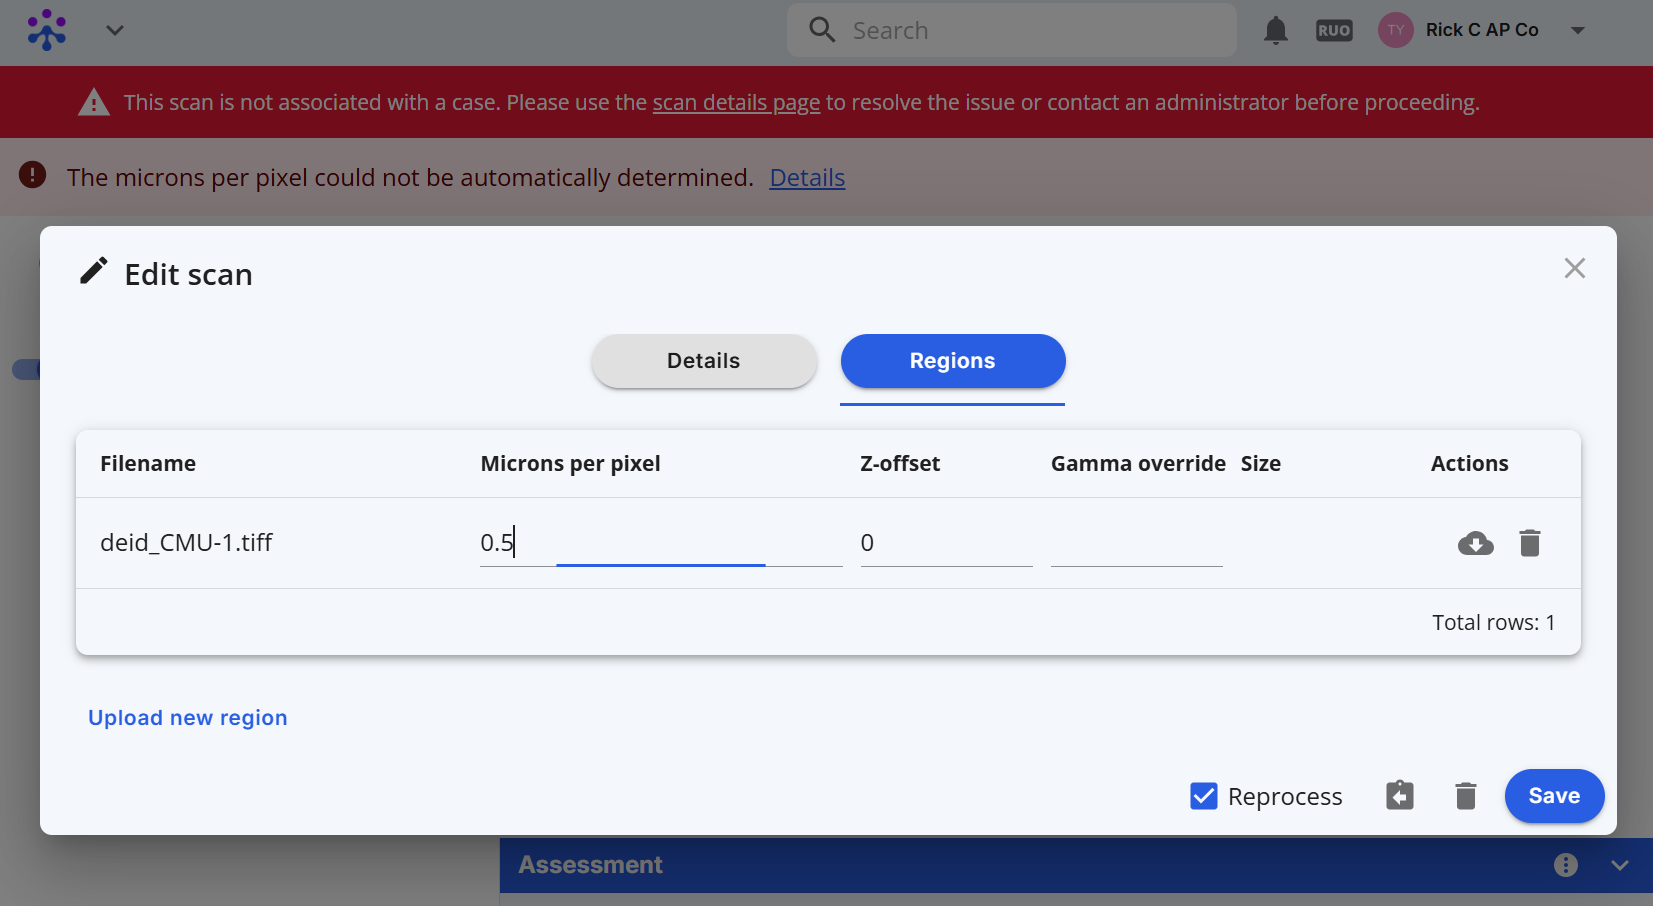 Search
RUO
TY
Rick C AP Co
This scan is not associated with a case. Please use the scan details page to resolve the issue or contact an administrator before proceeding.
The microns per pixel could not be automatically determined. Details
Edit scan
Details
Regions
Filename
Microns per pixel
Z-offset
Gamma override
Size
Actions
deid_CMU-1.tiff
0.5
0
Total rows: 1
Upload new region
Reprocess
Save
Assessment